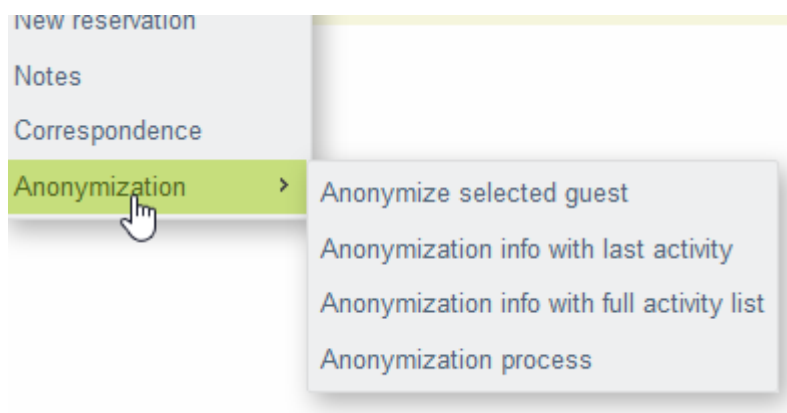 New reservation
Notes
Correspondence
Anonymization
Anonymize selected guest
Anonymization info with last activity
Anonymization info with full activity list
Anonymization process